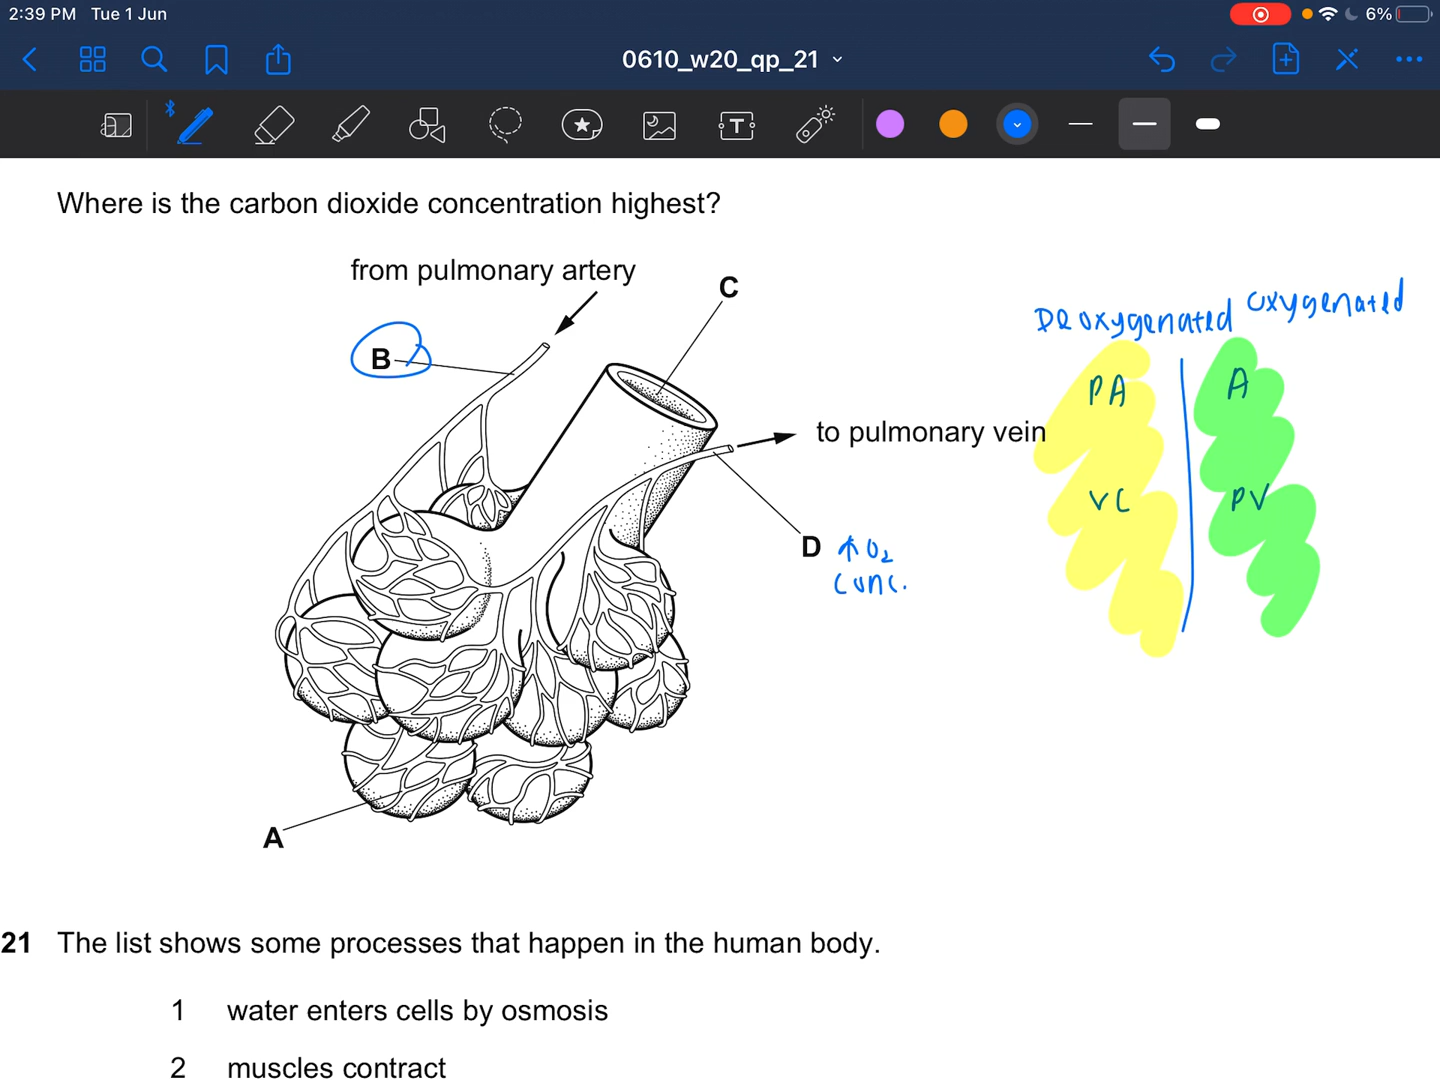 2:39 PM Tue 1 Jun
6%
0610_w20_qp_21
T
Where is the carbon dioxide concentration highest?
from pulmonary artery
C
Deoxygenated oxygenated
B
PA A
to pulmonary vein
VC PV
D ↑ O₂
conc.
A
21 The list shows some processes that happen in the human body.
1 water enters cells by osmosis
2 muscles contract